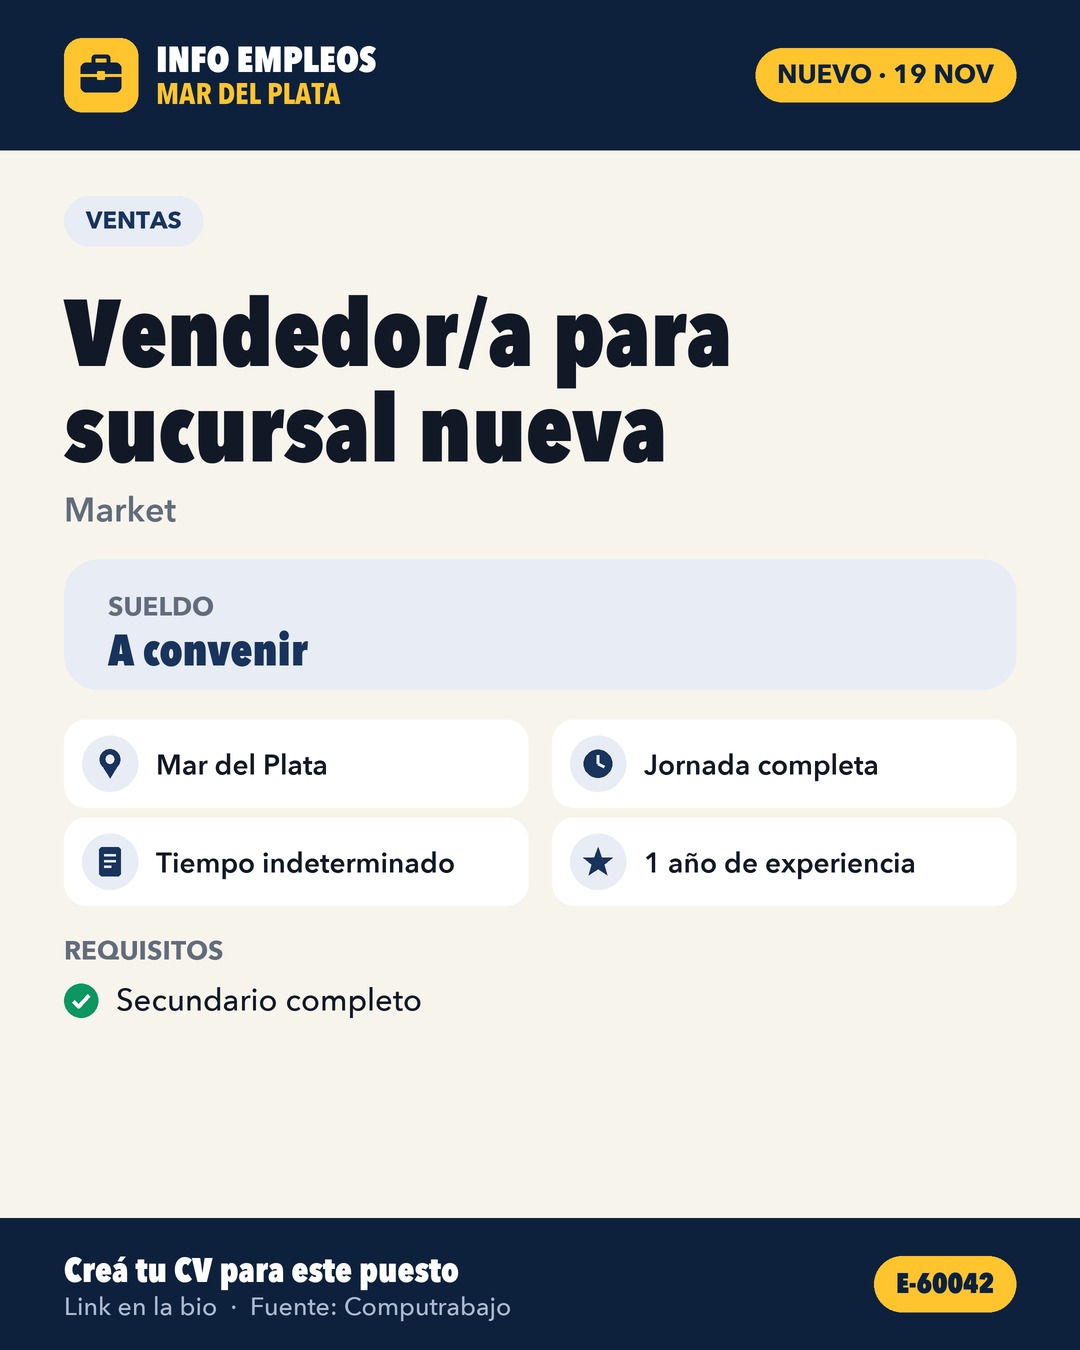 INFO EMPLEOS
MAR DEL PLATA
NUEVO · 19 NOV
VENTAS
Vendedor/a para
sucursal nueva
Market
SUELDO
A convenir
Mar del Plata
Jornada completa
Tiempo indeterminado
1 año de experiencia
REQUISITOS
Secundario completo
Creá tu CV para este puesto
Link en la bio · Fuente: Computrabajo
E-60042